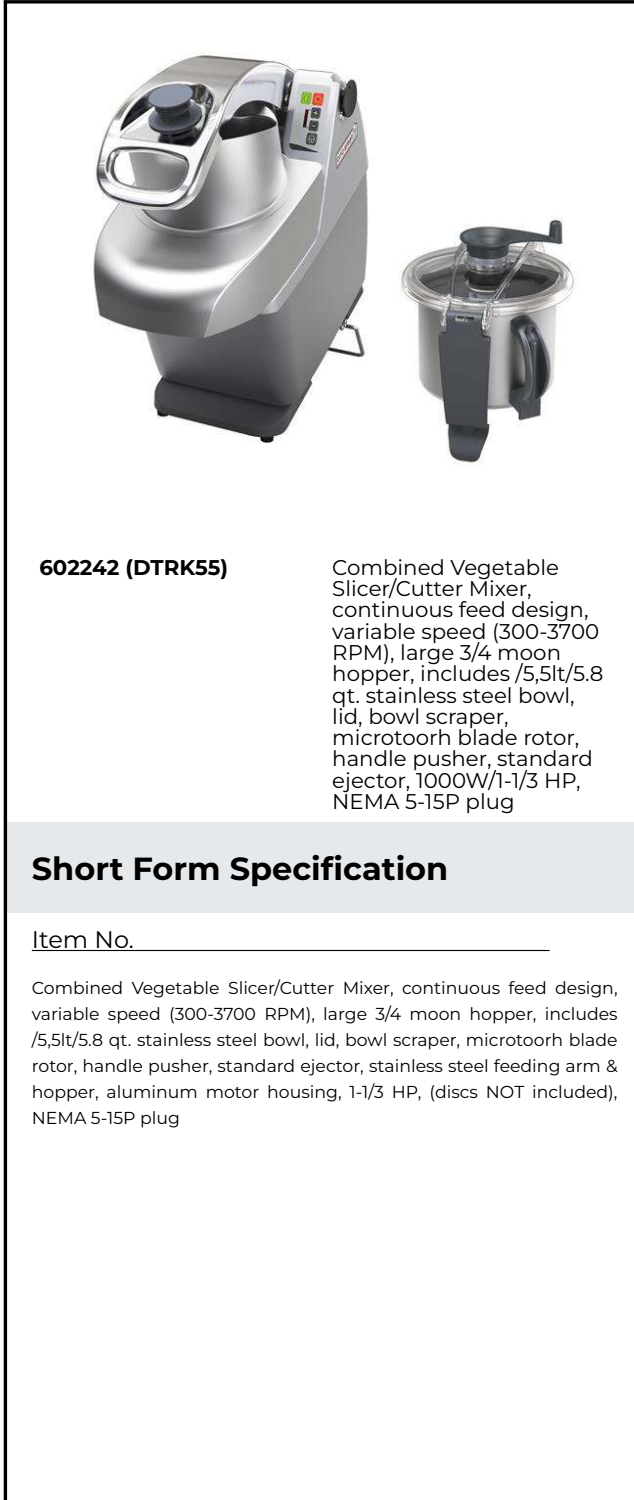 602242 (DTRK55)
Combined Vegetable
Slicer/Cutter Mixer,
continuous feed design,
variable speed (300-3700
RPM), large 3/4 moon
hopper, includes /5,5lt/5.8
qt. stainless steel bowl,
lid, bowl scraper,
microtoorh blade rotor,
handle pusher, standard
ejector, 1000W/1-1/3 HP,
NEMA 5-15P plug
Short Form Specification
Item No.
Combined Vegetable Slicer/Cutter Mixer, continuous feed design,
variable speed (300-3700 RPM), large 3/4 moon hopper, includes
/5,5lt/5.8 qt. stainless steel bowl, lid, bowl scraper, microtoorh blade
rotor, handle pusher, standard ejector, stainless steel feeding arm &
hopper, aluminum motor housing, 1-1/3 HP, (discs NOT included),
NEMA 5-15P plug